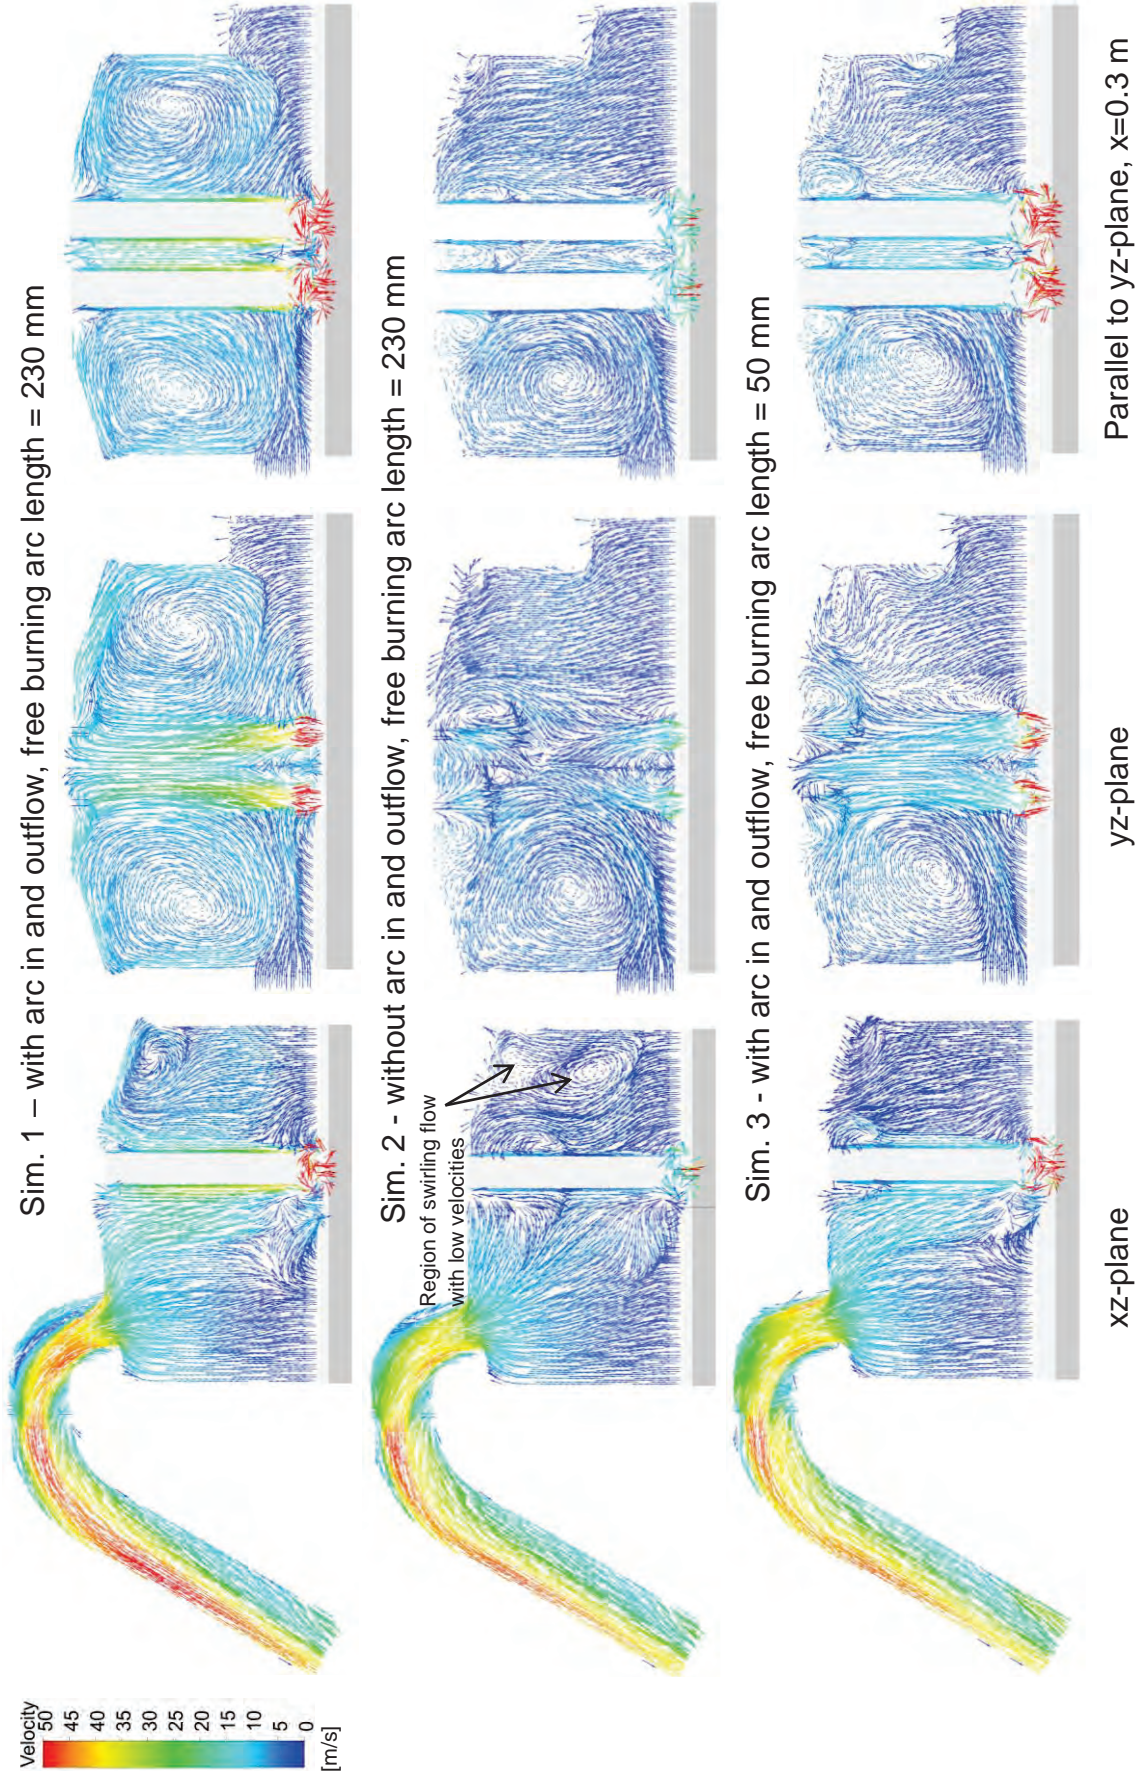 Sim. 1 – with arc in and outflow, free burning arc length = 230 mm
Sim. 2 - without arc in and outflow, free burning arc length = 230 mm
Region of swirling flow
with low velocities
Sim. 3 - with arc in and outflow, free burning arc length = 50 mm
Velocity
50
45
40
35
30
25
20
15
10
5
0
[m/s]
xz-plane
yz-plane
Parallel to yz-plane, x=0.3 m